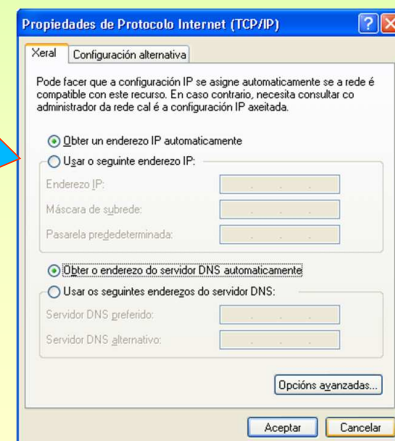 Propiedades de Protocolo Internet (TCP/IP)
Xeral
Configuración alternativa
Pode facer que a configuración IP se asigne automaticamente se a rede é
compatible con este recurso. En caso contrario, necesita consultar co
administrador da rede cal é a configuración IP axeitada.
Obter un enderezo IP automaticamente
Usar o seguinte enderezo IP:
Enderezo IP:
Máscara de subrede:
Pasarela prededeterminada:
Obter o enderezo do servidor DNS automaticamente
Usar os seguintes enderezos do servidor DNS:
Servidor DNS preferido:
Servidor DNS alternativo:
Opcións avanzadas...
Aceptar
Cancelar